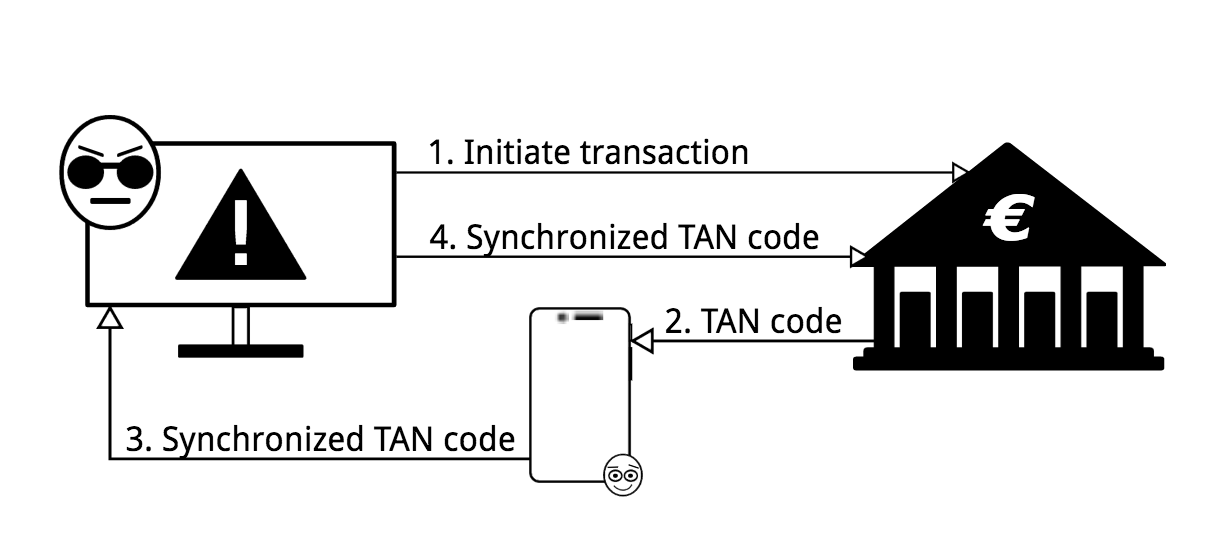 1. Initiate transaction
€
4. Synchronized TAN code
!
2. TAN code
3. Synchronized TAN code